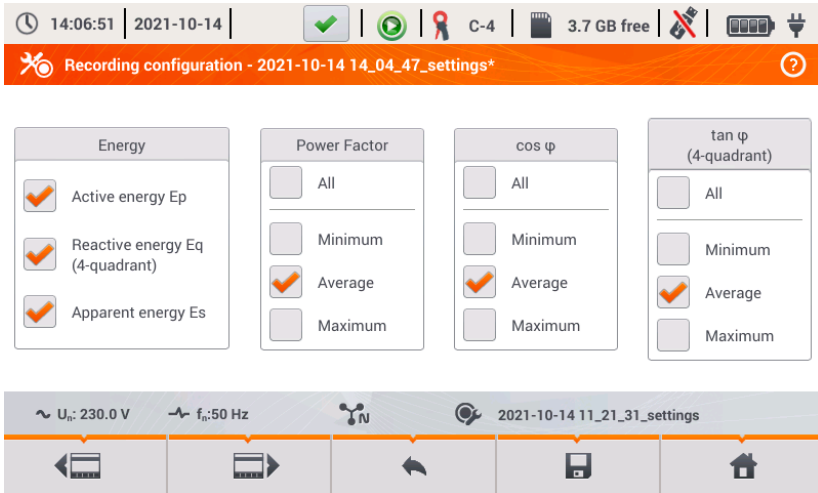 14:06:51 2021-10-14 C-4 3.7 GB free
Recording configuration - 2021-10-14 14_04_47_settings* ?
Energy
Active energy Ep
Reactive energy Eq
(4-quadrant)
Apparent energy Es
Power Factor
All
Minimum
Average
Maximum
cos φ
All
Minimum
Average
Maximum
tan φ
(4-quadrant)
All
Minimum
Average
Maximum
Un: 230.0 V fn:50 Hz N 2021-10-14 11_21_31_settings